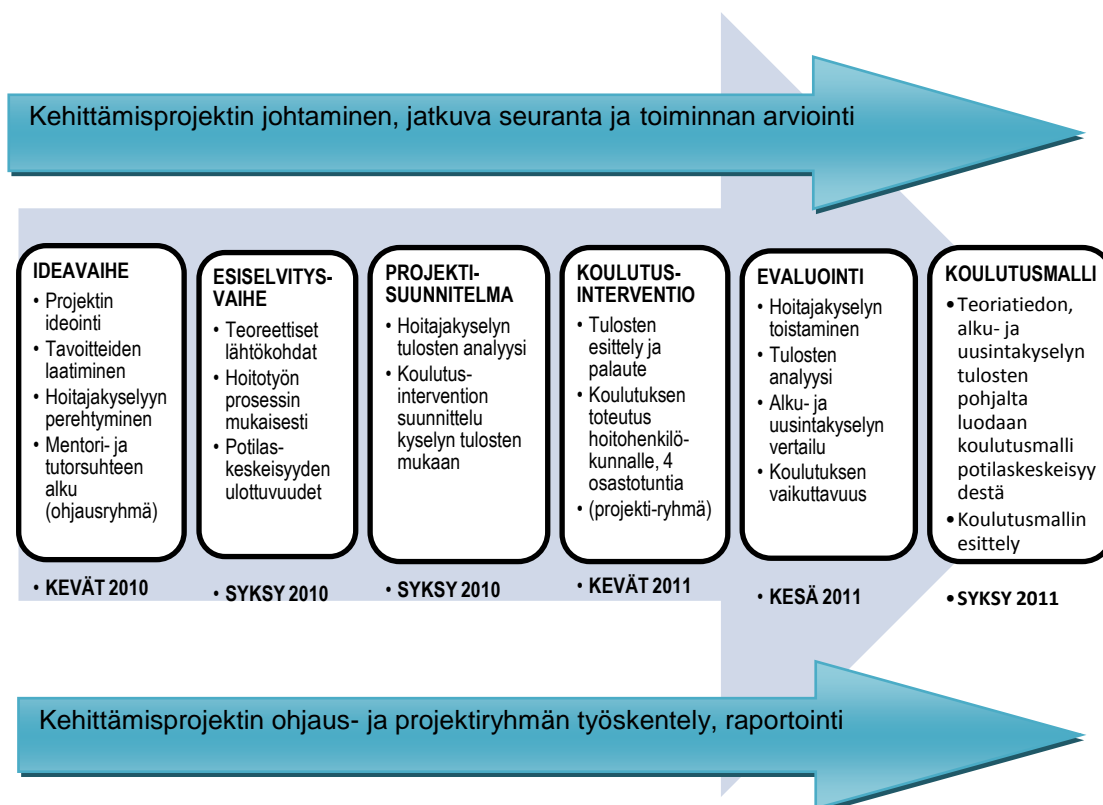 Kehittämisprojektin johtaminen, jatkuva seuranta ja toiminnan arviointi
IDEAVAIHE
• Projektin
ideointi
• Tavoitteiden
laatiminen
• Hoitajakyselyyn
perehtyminen
• Mentori- ja
tutorsuhteen
alku
(ohjausryhmä)
• KEVÄT 2010
ESISELVITYS-
VAIHE
• Teoreettiset
lähtökohdat
• Hoitotyön
prosessin
mukaisesti
• Potilas-
keskeisyyden
ulottuvuudet
• SYKSY 2010
PROJEKTI-
SUUNNITELMA
• Hoitajakyselyn
tulosten analyysi
• Koulutus-
intervention
suunnittelu
kyselyn tulosten
mukaan
• SYKSY 2010
KOULUTUS-
INTERVENTIO
• Tulosten
esittely ja
palaute
• Koulutuksen
toteutus
hoitohenkilö-
kunnalle, 4
osastotuntia
• (projekti-ryhmä)
• KEVÄT 2011
EVALUOINTI
• Hoitajakyselyn
toistaminen
• Tulosten
analyysi
• Alku- ja
uusintakyselyn
vertailu
• Koulutuksen
vaikuttavuus
• KESÄ 2011
KOULUTUSMALLI
•Teoriatiedon,
alku- ja
uusintakyselyn
tulosten
pohjalta
luodaan
koulutusmalli
potilaskeskeisyy
destä
•Koulutusmallin
esittely
•SYKSY 2011
Kehittämisprojektin ohjaus- ja projektiryhmän työskentely, raportointi